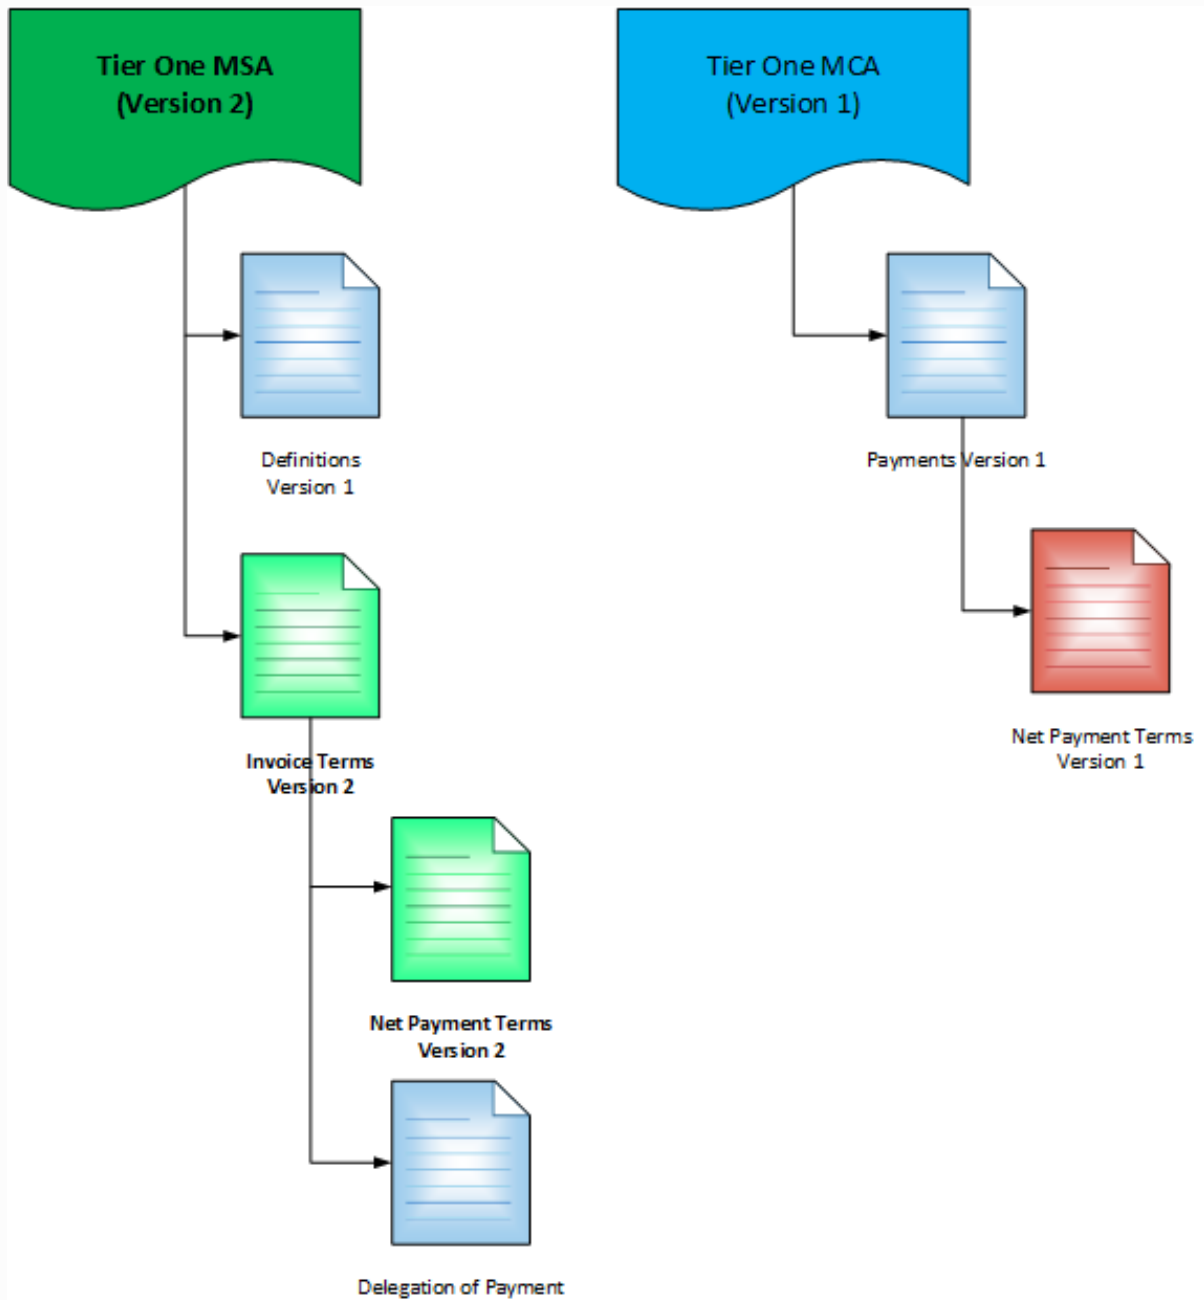 Tier One MSA
(Version 2)
Tier One MCA
(Version 1)
Definitions
Version 1
Payments Version 1
Invoice Terms
Version 2
Net Payment Terms
Version 1
Net Payment Terms
Version 2
Delegation of Payment